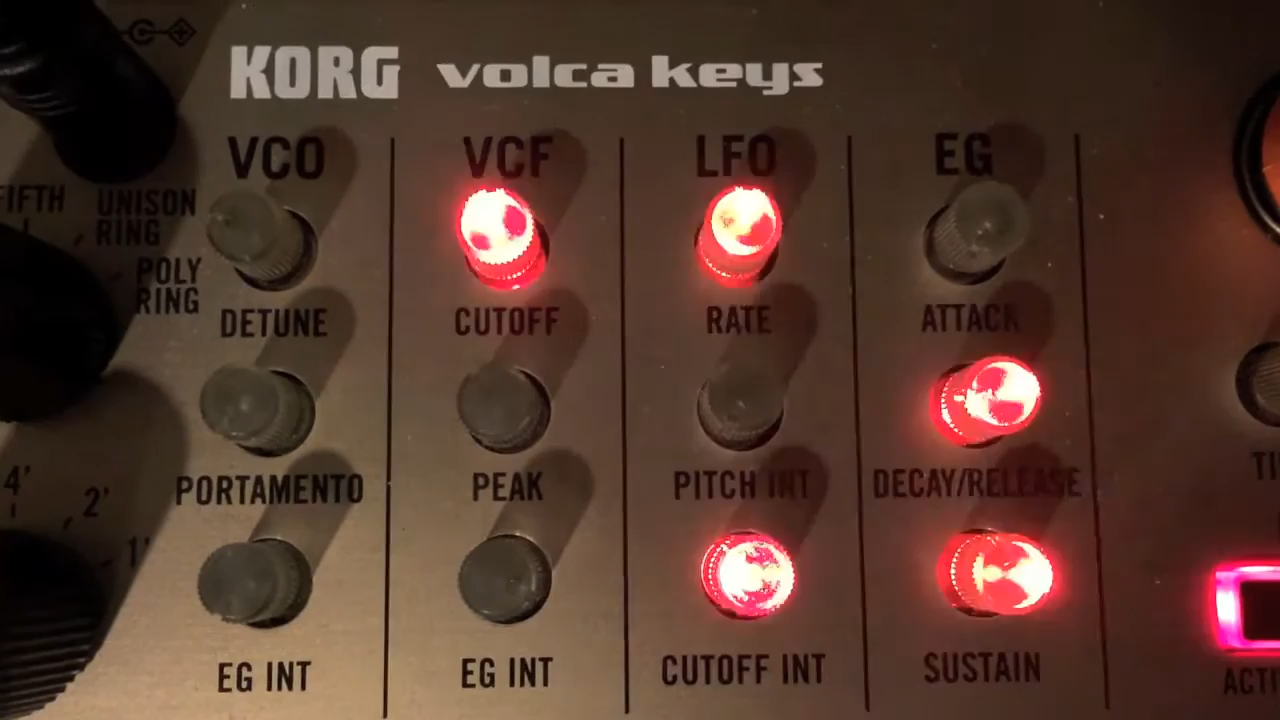 KORG volca keys
VCO VCF LFO EG
FIFTH UNISON
RING
POLY
RING
DETUNE CUTOFF RATE ATTACK
4' 2' 1'
PORTAMENTO PEAK PITCH INT DECAY/RELEASE
EG INT EG INT CUTOFF INT SUSTAIN